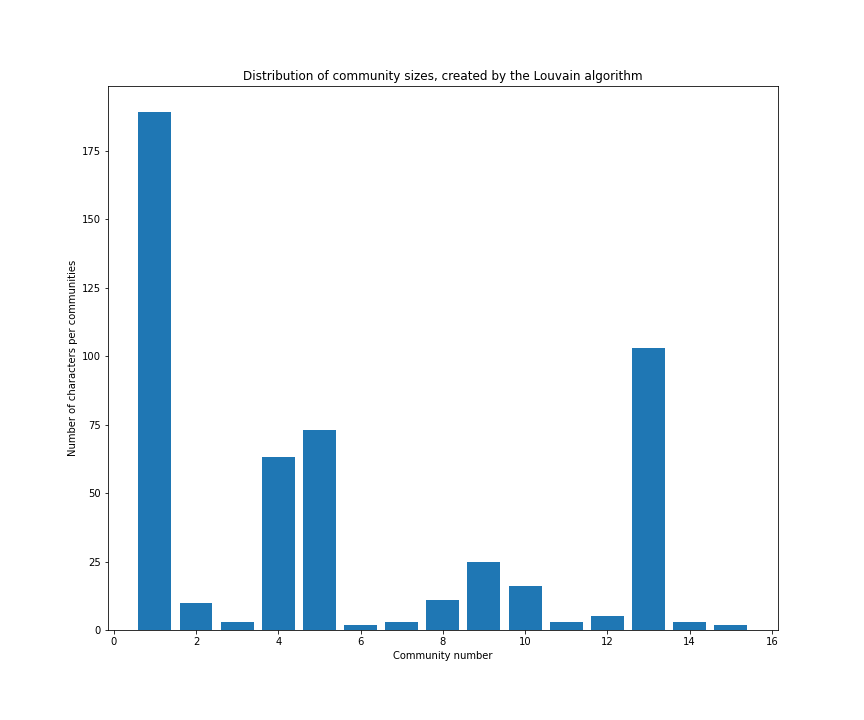 Distribution of community sizes, created by the Louvain algorithm
Number of characters per communities
175
150
125
100
75
50
25
0
0 2 4 6 8 10 12 14 16
Community number